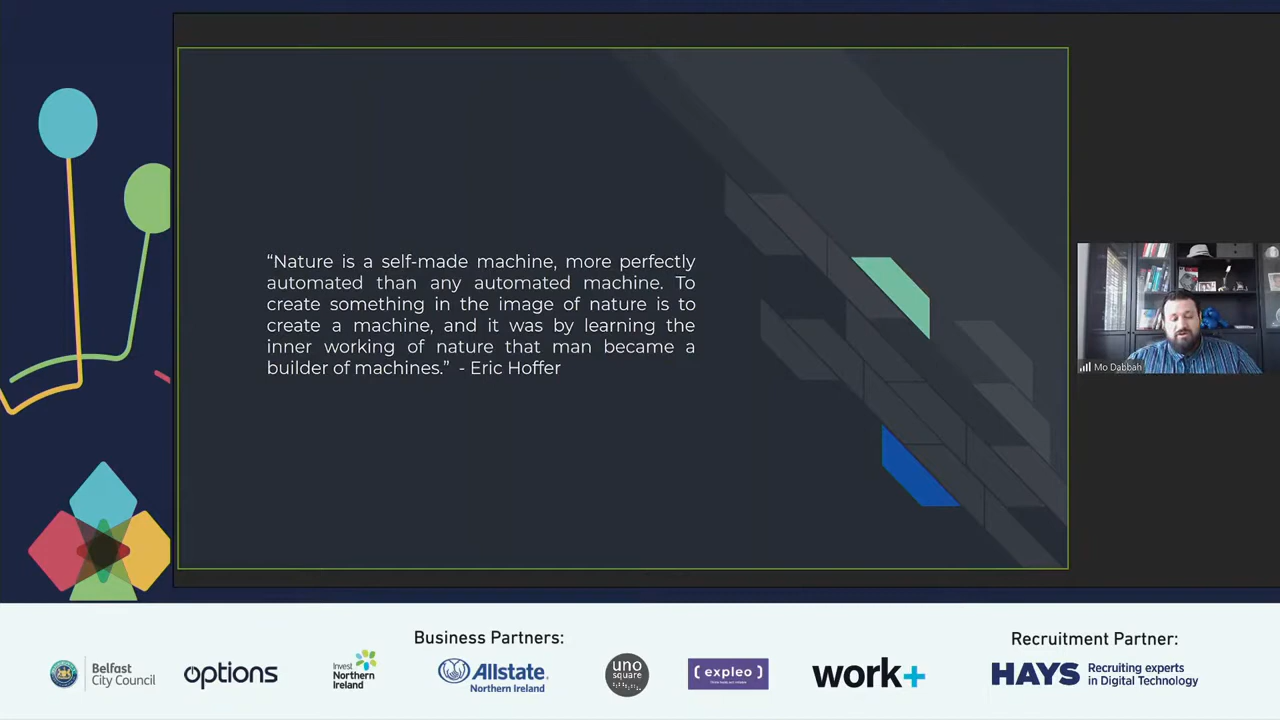 “Nature is a self-made machine, more perfectly
automated than any automated machine. To
create something in the image of nature is to
create a machine, and it was by learning the
inner working of nature that man became a
builder of machines.” - Eric Hoffer
Mo Dabbah
Business Partners:
Recruitment Partner:
Belfast
City Council
options
Invest
Northern
Ireland
Allstate
Northern Ireland
uno
square
[expleo]
work+
HAYS
Recruiting experts
in Digital Technology